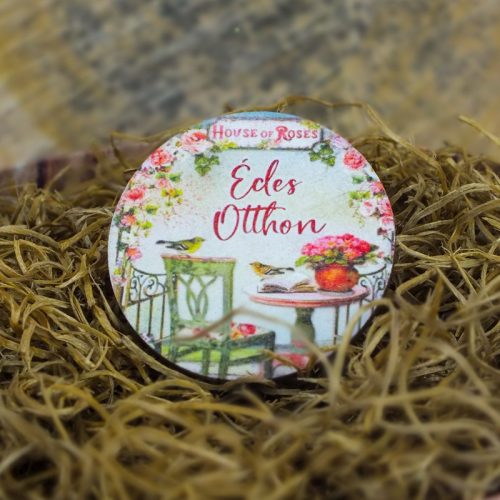 HOUSE OF ROSES
Édes
Otthon